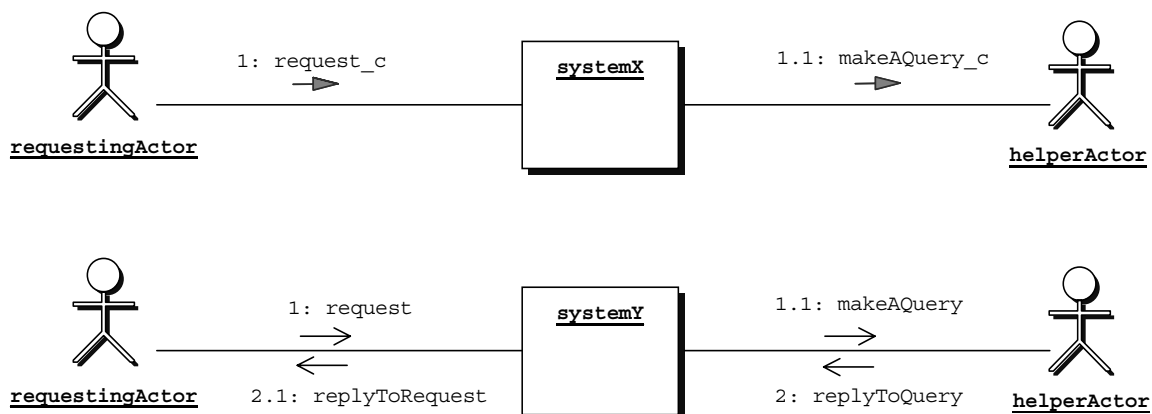 1: request_c
systemX
1.1: makeAQuery_c
requestingActor
helperActor
1: request
systemY
1.1: makeAQuery
requestingActor
2.1: replyToRequest
2: replyToQuery
helperActor